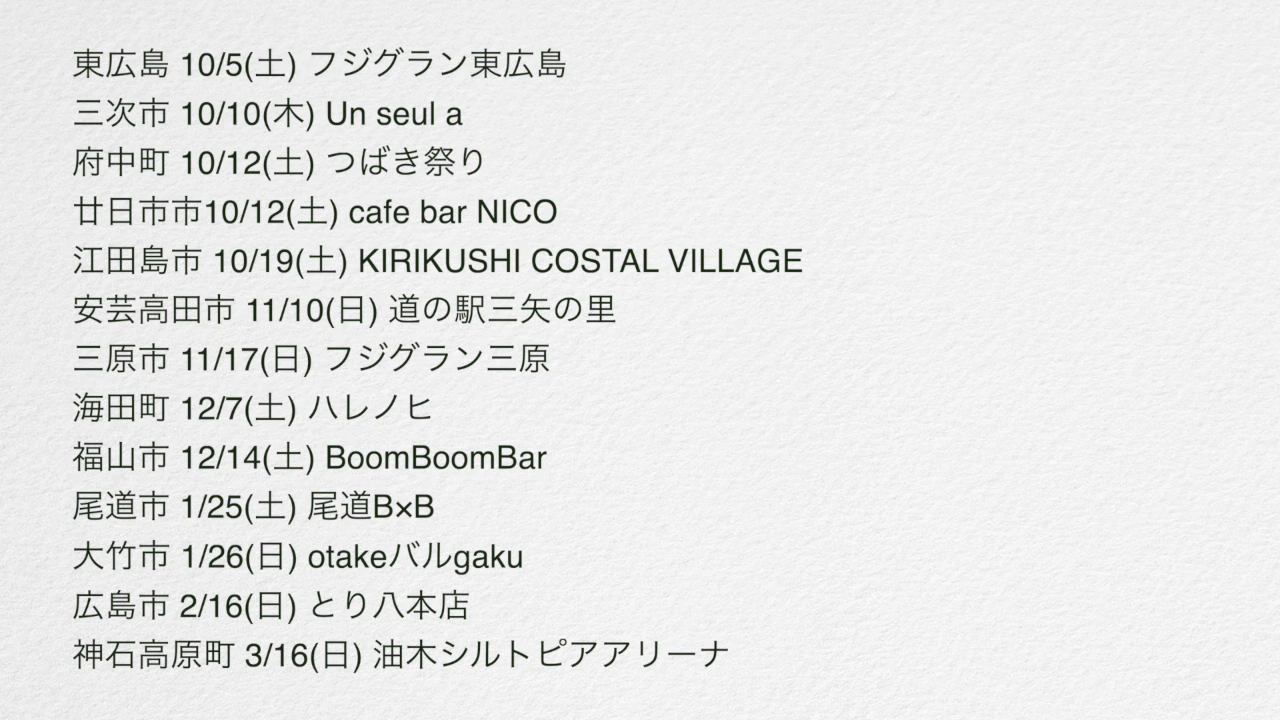 東広島 10/5(土) フジグラン東広島
三次市 10/10(木) Un seul a
府中町 10/12(土) つばき祭り
廿日市市10/12(土) cafe bar NICO
江田島市 10/19(土) KIRIKUSHI COSTAL VILLAGE
安芸高田市 11/10(日) 道の駅三矢の里
三原市 11/17(日) フジグラン三原
海田町 12/7(土) ハレノヒ
福山市 12/14(土) BoomBoomBar
尾道市 1/25(土) 尾道B×B
大竹市 1/26(日) otakeバルgaku
広島市 2/16(日) とり八本店
神石高原町 3/16(日) 油木シルトピアアリーナ